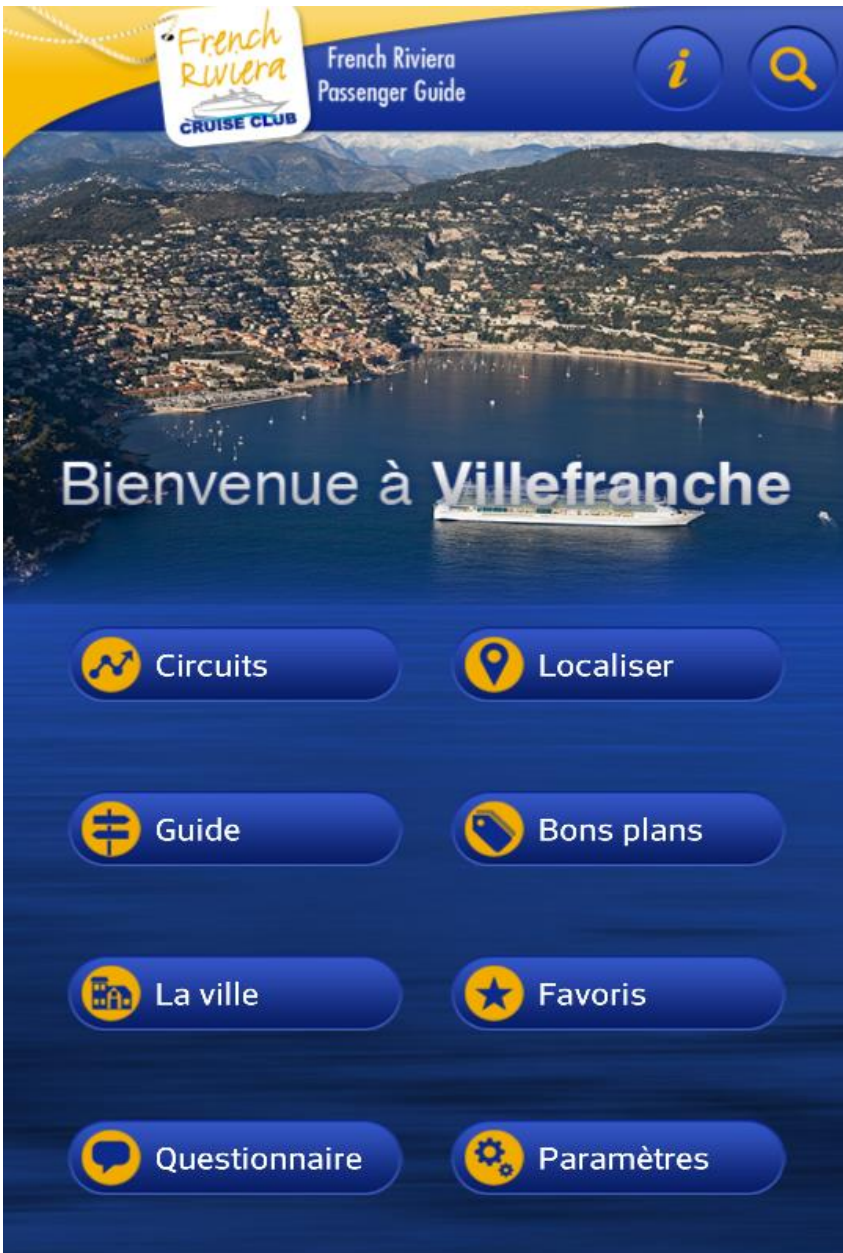 French
Riviera
CRUISE CLUB
French Riviera
Passenger Guide
i
Bienvenue à Villefranche
Circuits
Localiser
Guide
Bons plans
La ville
Favoris
Questionnaire
Paramètres